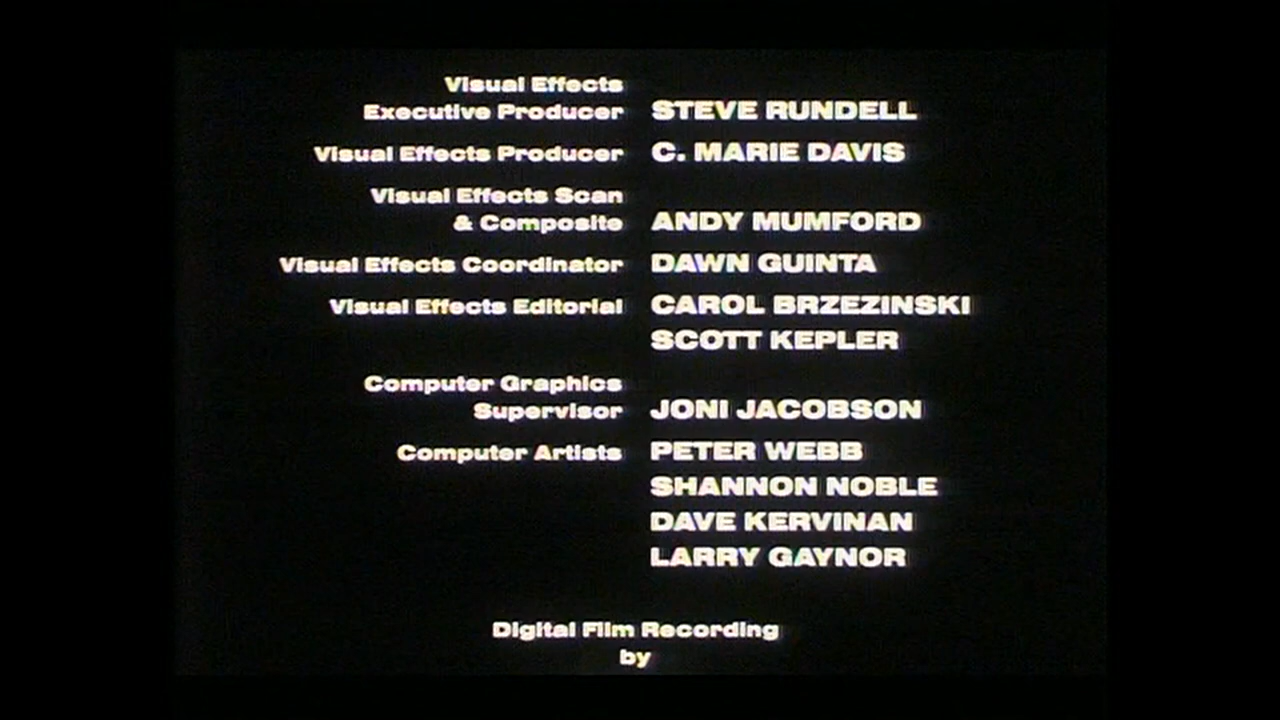 Visual Effects
Executive Producer STEVE RUNDELL
Visual Effects Producer C. MARIE DAVIS
Visual Effects Scan
& Composite ANDY MUMFORD
Visual Effects Coordinator DAWN GUINTA
Visual Effects Editorial CAROL BRZEZINSKI
SCOTT KEPLER
Computer Graphics
Supervisor JONI JACOBSON
Computer Artists PETER WEBB
SHANNON NOBLE
DAVE KERVINAN
LARRY GAYNOR
Digital Film Recording
by